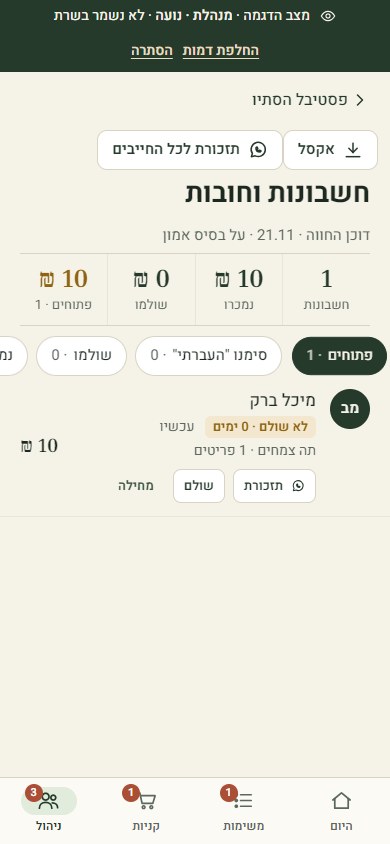 מצב הדגמה · מנהלת · נועה · לא נשמר בשרת
החלפת דמות הסתרה
פסטיבל הסתיו
אקסל
תזכורת לכל החייבים
חשבונות וחובות
דוכן החווה · 21.11 · על בסיס אמון
1 10 ₪ 0 ₪ 10 ₪
חשבונות נמכרו שולמו פתוחים · 1
פתוחים · 1 סימנו "העברתי" · 0 שולמו · 0 נמ
מב
מיכל ברק
לא שולם · 0 ימים עכשיו
תה צמחים · 1 פריטים
10 ₪
תזכורת שולם מחילה
1 1 3
היום משימות קניות ניהול